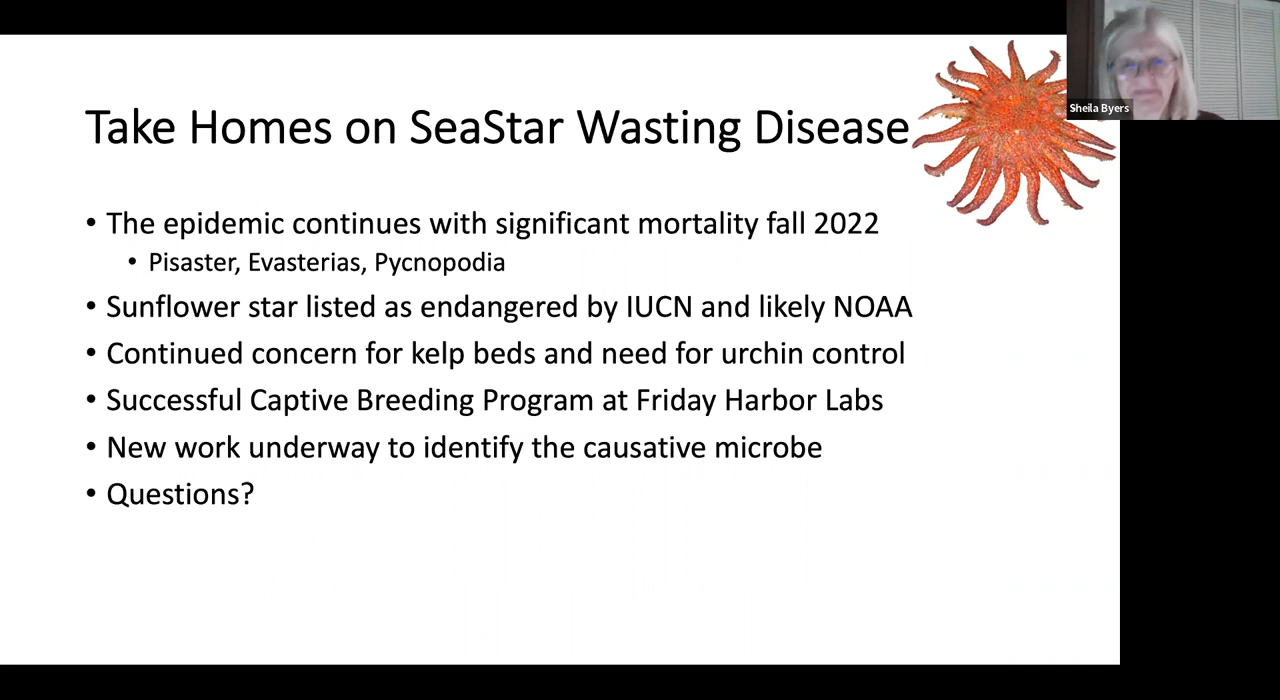 Sheila Byers
Take Homes on SeaStar Wasting Disease
• The epidemic continues with significant mortality fall 2022
• Pisaster, Evasterias, Pycnopodia
• Sunflower star listed as endangered by IUCN and likely NOAA
• Continued concern for kelp beds and need for urchin control
• Successful Captive Breeding Program at Friday Harbor Labs
• New work underway to identify the causative microbe
• Questions?